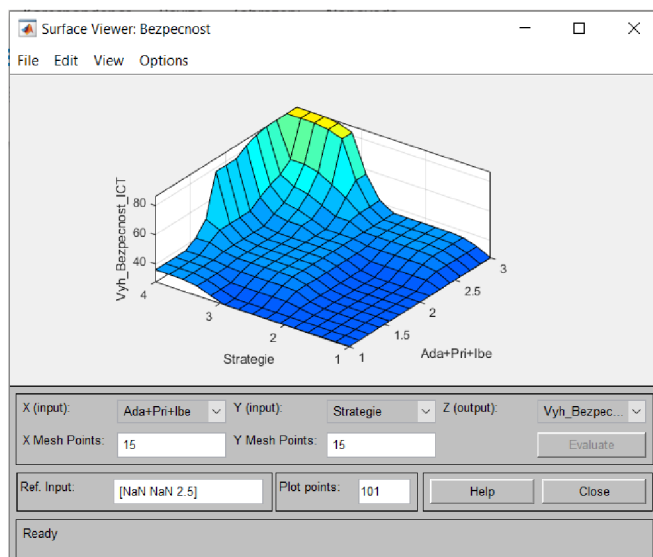 Surface Viewer: Bezpecnost
File Edit View Options
Vyh_Bezpecnost_ICT
80
60
40
4
3
2
1
Strategie
1
1.5
2
2.5
3
Ada+Pri+Ibe
X (input): Ada+Pri+Ibe Y (input): Strategie Z (output): Vyh_Bezpec...
X Mesh Points: 15 Y Mesh Points: 15 Evaluate
Ref. Input: [NaN NaN 2.5] Plot points: 101 Help Close
Ready